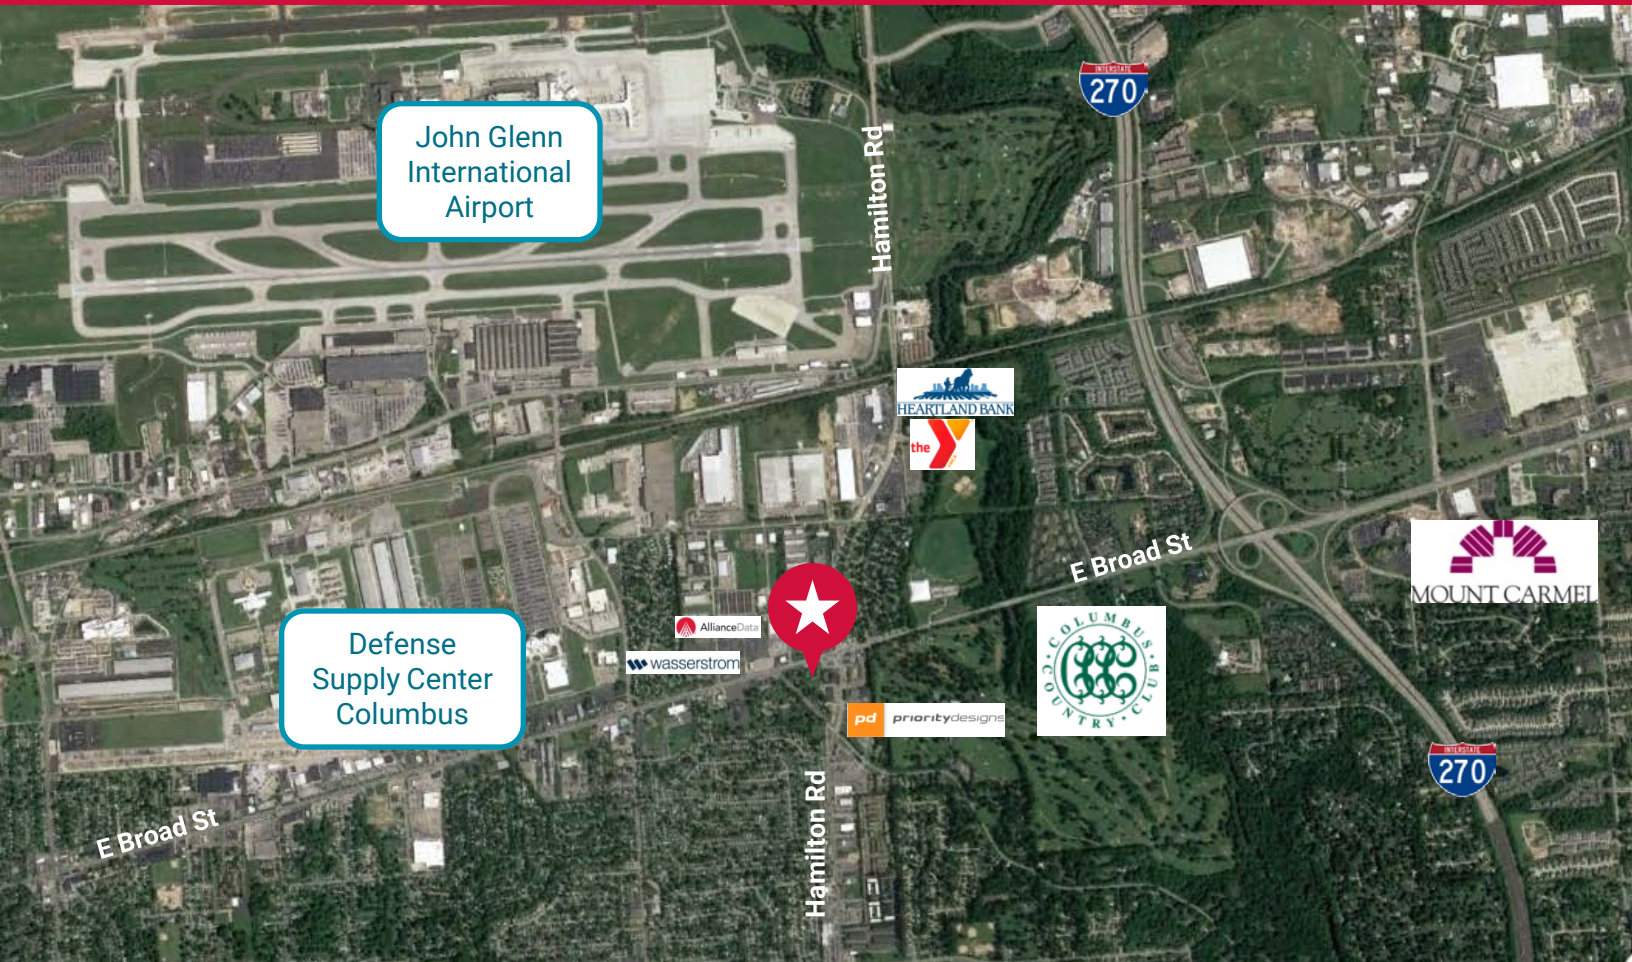 INTERSTATE
270
John Glenn
International
Airport
Hamilton Rd
HEARTLAND BANK
the
E Broad St
MOUNT CARMEL
AllianceData
wasserstrom
COLUMBUS
COUNTRY CLUB
CCC
Defense
Supply Center
Columbus
pd prioritydesigns
INTERSTATE
270
Hamilton Rd
E Broad St